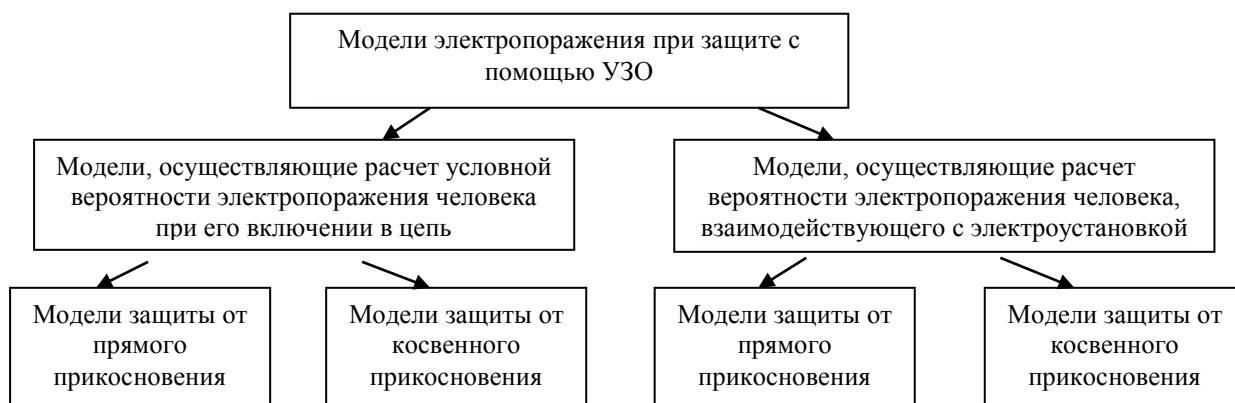 Модели электропоражения при защите с
помощью УЗО
Модели, осуществляющие расчет условной
вероятности электропоражения человека
при его включении в цепь
Модели, осуществляющие расчет
вероятности электропоражения человека,
взаимодействующего с электроустановкой
Модели защиты от
прямого
прикосновения
Модели защиты от
косвенного
прикосновения
Модели защиты от
прямого
прикосновения
Модели защиты от
косвенного
прикосновения